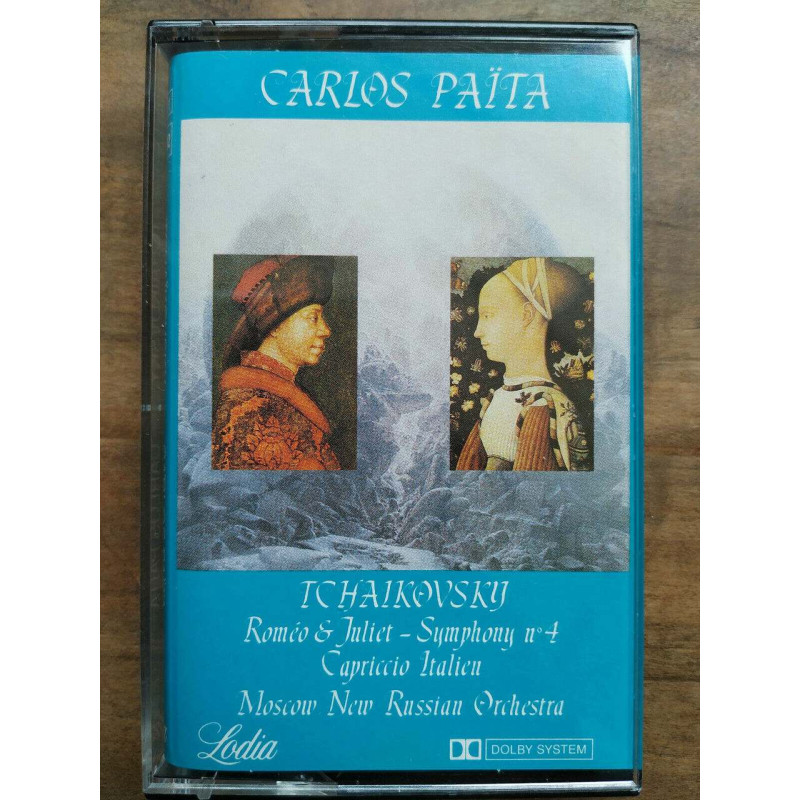 CARLOS PAÏTA
TCHAIKOVSKY
Roméo & Juliet - Symphony n°4
Capriccio Italien
Moscow New Russian Orchestra
Lodia
DOLBY SYSTEM